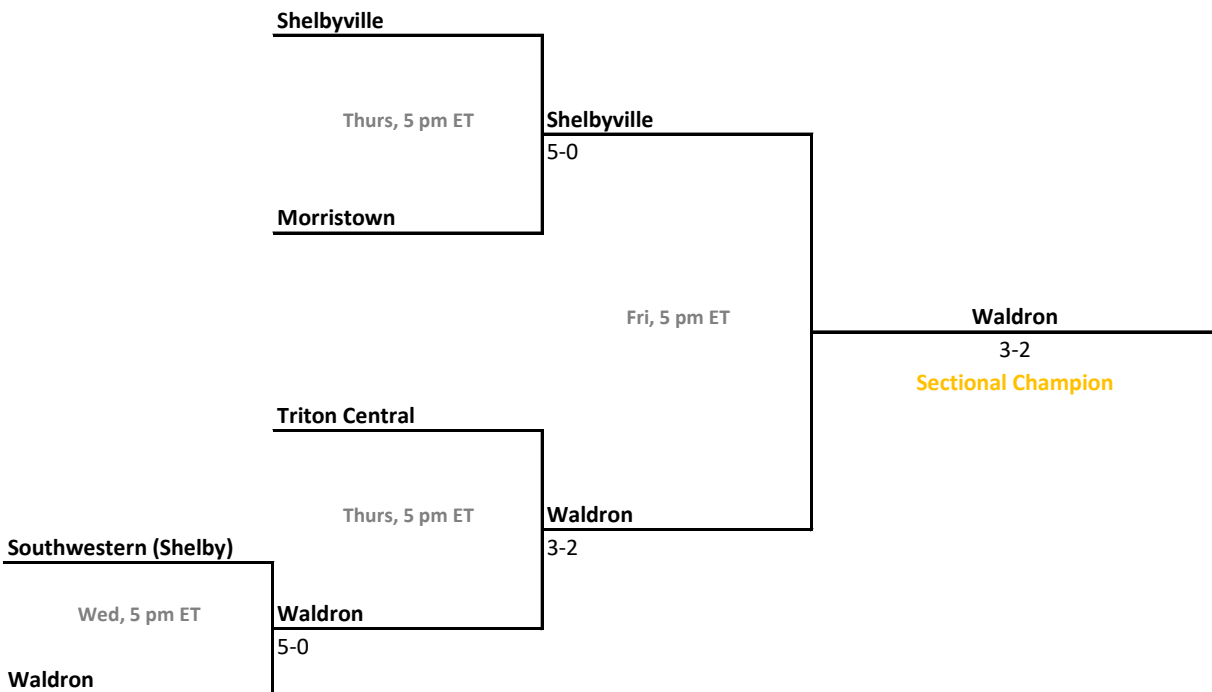 Shelbyville
Thurs, 5 pm ET
Shelbyville
5-0
Morristown
Fri, 5 pm ET
Waldron
3-2
Sectional Champion
Triton Central
Thurs, 5 pm ET
Waldron
3-2
Southwestern (Shelby)
Wed, 5 pm ET
Waldron
5-0
Waldron